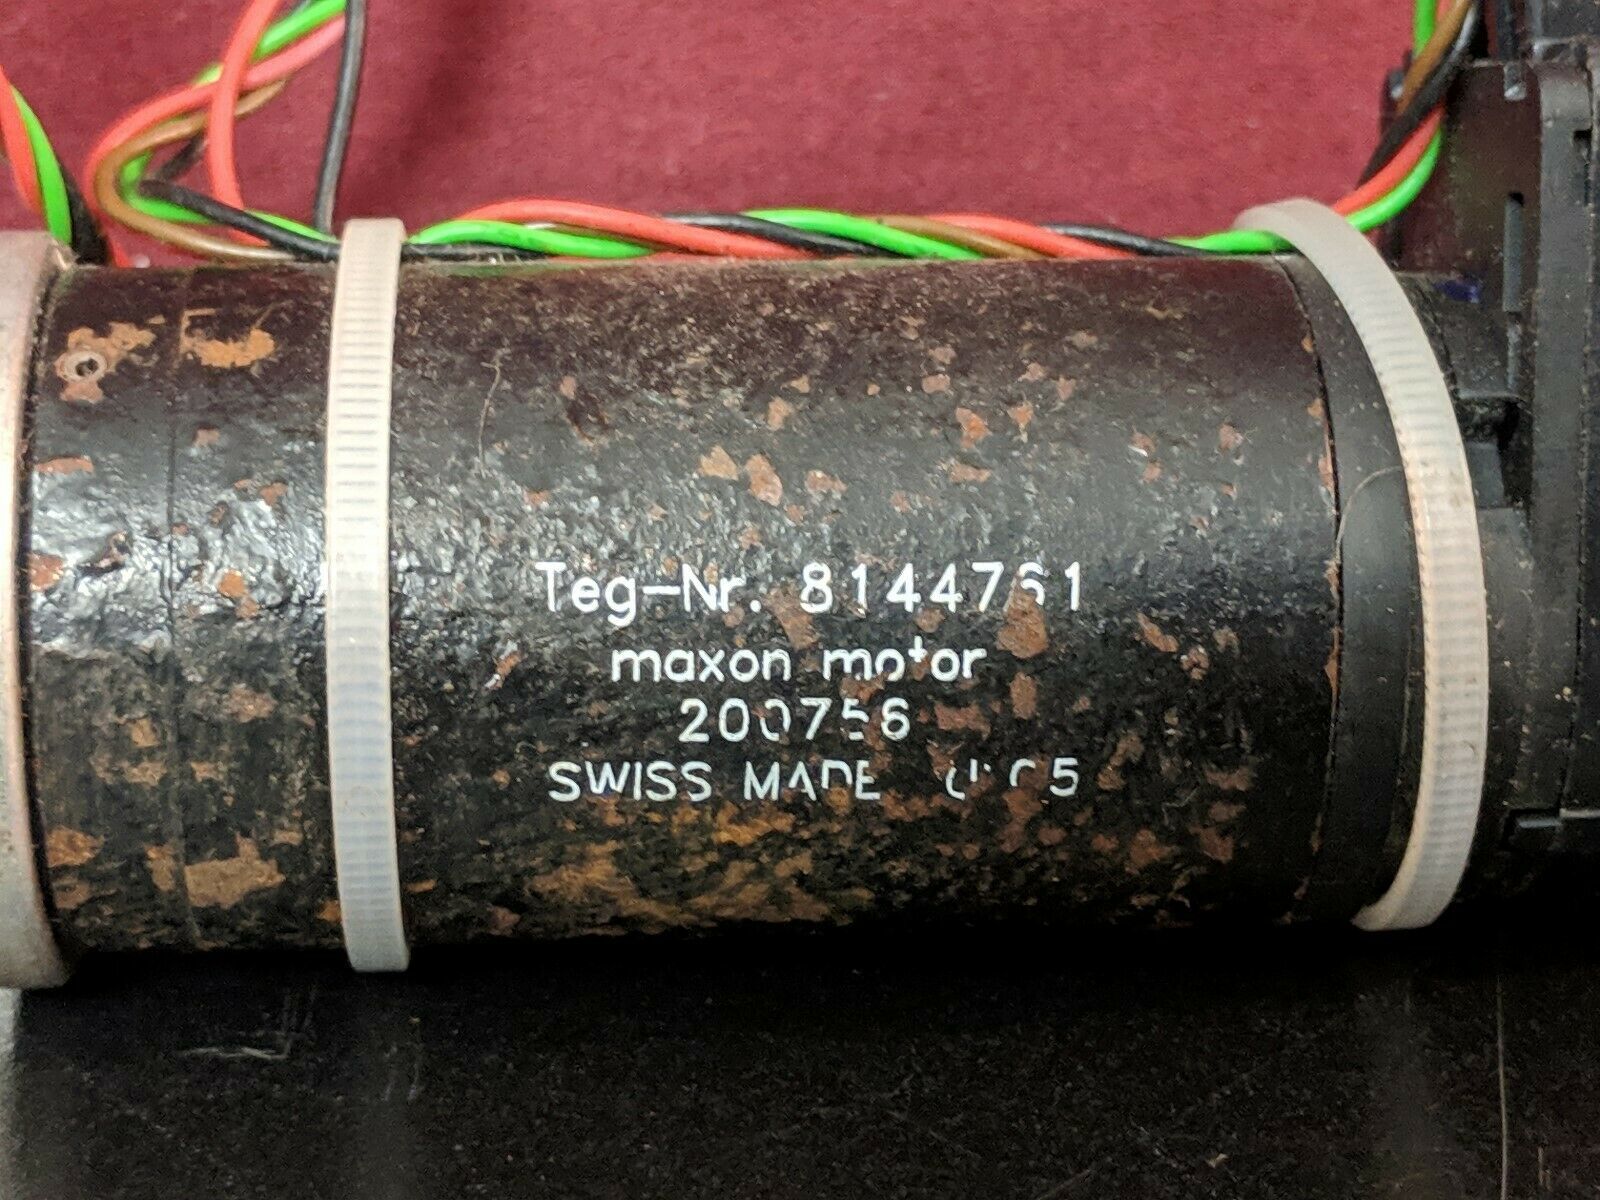 Teg-Nr. 8144761
maxon motor
200756
SWISS MADE